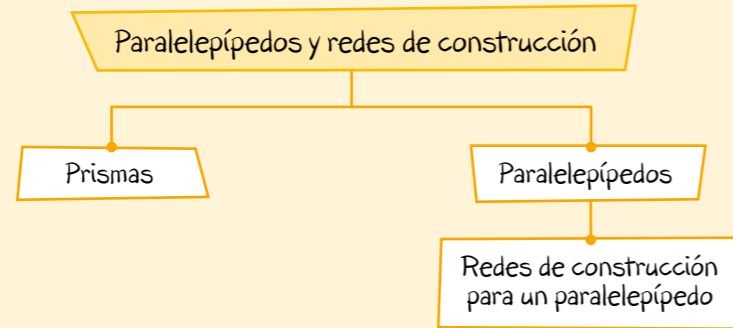 Paralelepípedos y redes de construcción
Prismas
Paralelepípedos
Redes de construcción
para un paralelepípedo